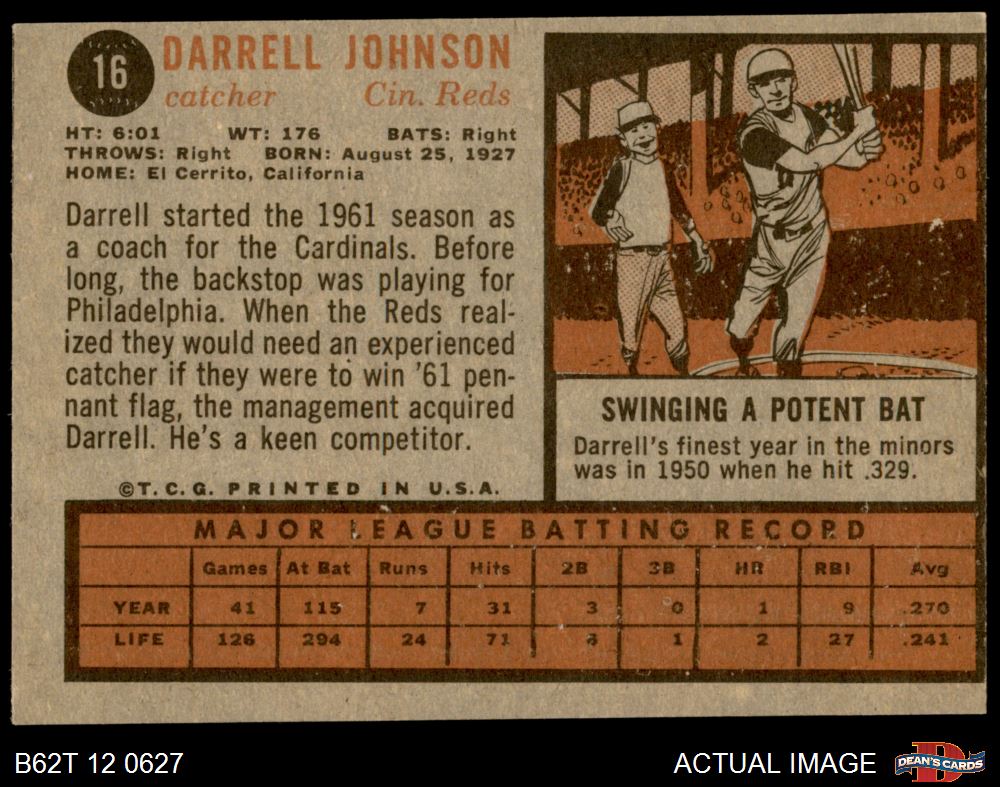 16
DARRELL JOHNSON
catcher Cin. Reds
HT: 6:01 WT: 176 BATS: Right
THROWS: Right BORN: August 25, 1927
HOME: El Cerrito, California
Darrell started the 1961 season as
a coach for the Cardinals. Before
long, the backstop was playing for
Philadelphia. When the Reds real-
ized they would need an experienced
catcher if they were to win '61 pen-
nant flag, the management acquired
Darrell. He's a keen competitor.
©T.C.G. PRINTED IN U.S.A.
SWINGING A POTENT BAT
Darrell's finest year in the minors
was in 1950 when he hit .329.
MAJOR LEAGUE BATTING RECORD
Games At Bat Runs Hits 2B 3B HR RBI Avg
YEAR 41 115 7 31 3 0 1 9 .270
LIFE 126 294 24 71 1 2 27 .241
B62T 12 0627
ACTUAL IMAGE
D
DEAN'S CARDS